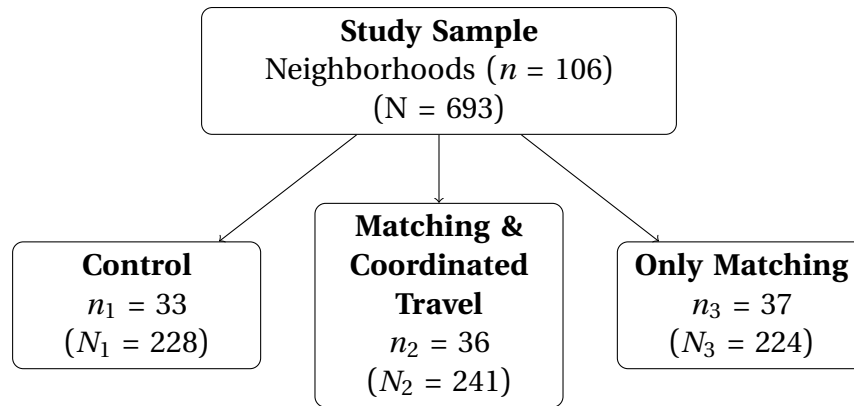 Study Sample
Neighborhoods (n = 106)
(N = 693)
Control
n₁ = 33
(N₁ = 228)
Matching &
Coordinated
Travel
n₂ = 36
(N₂ = 241)
Only Matching
n₃ = 37
(N₃ = 224)